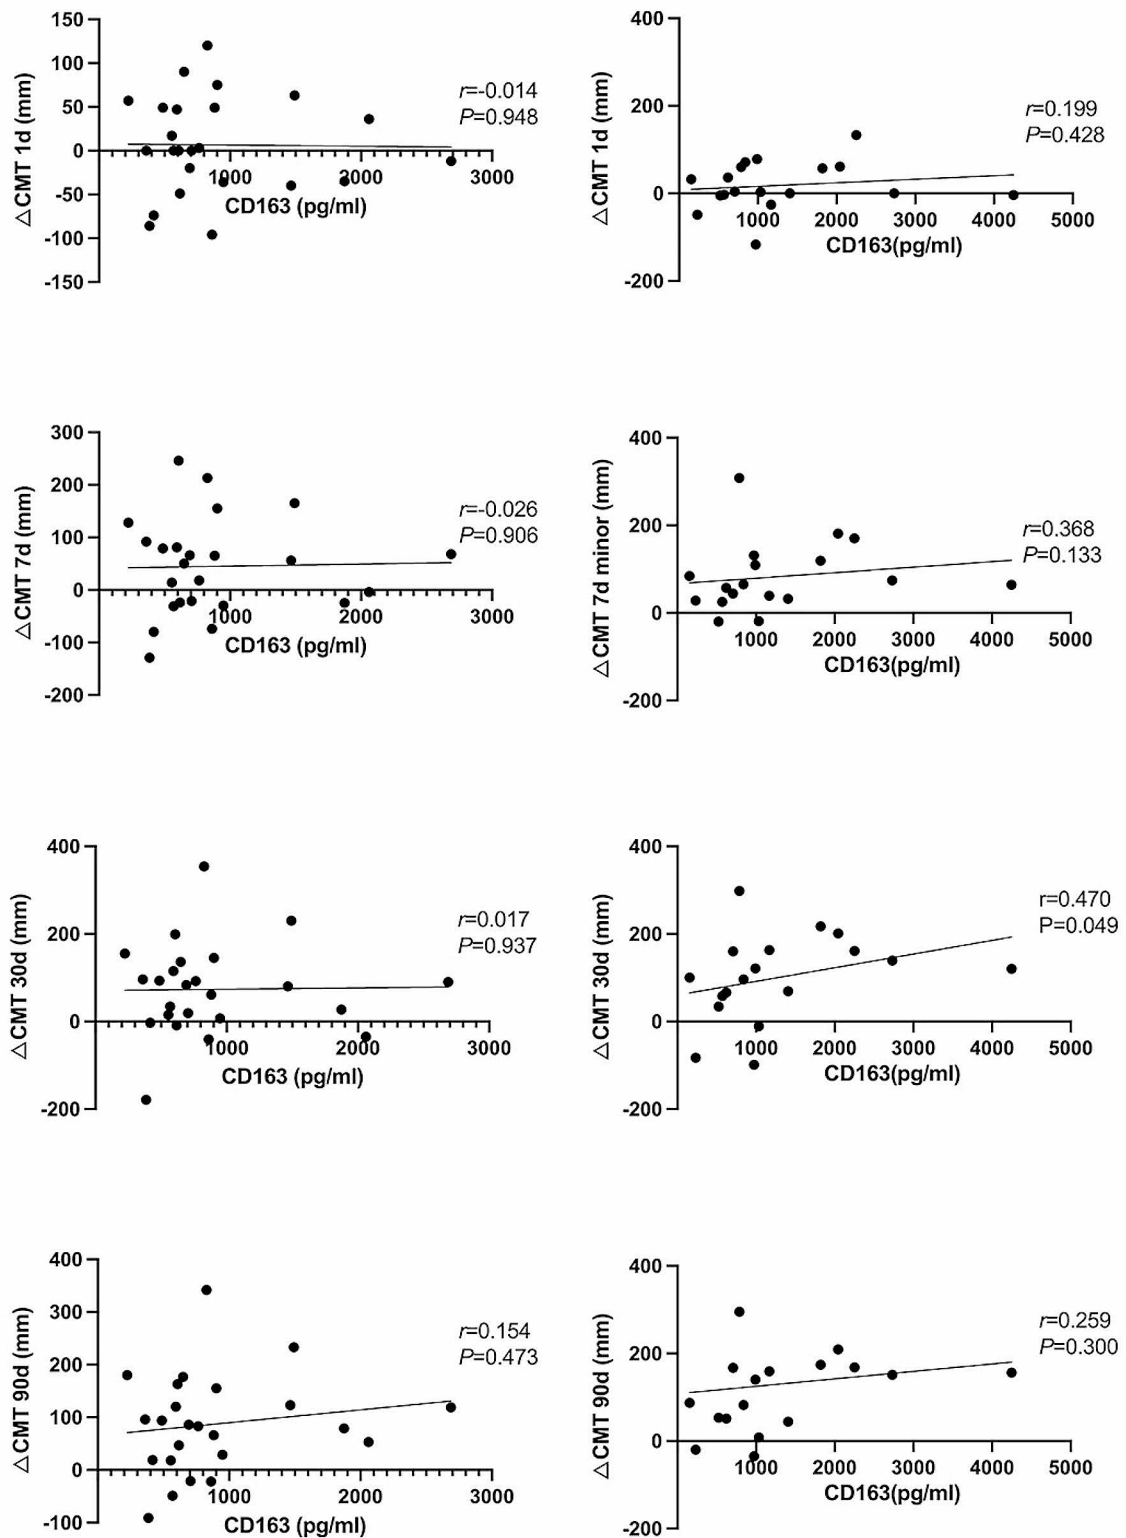 150
100
50
0
-50
-100
-150
△CMT 1d (mm)
1000 2000 3000
CD163 (pg/ml)
r=-0.014
P=0.948
400
200
0
-200
△CMT 1d (mm)
1000 2000 3000 4000 5000
CD163(pg/ml)
r=0.199
P=0.428
300
200
100
0
-100
-200
△CMT 7d (mm)
1000 2000 3000
CD163 (pg/ml)
r=-0.026
P=0.906
400
200
0
-200
△CMT 7d minor (mm)
1000 2000 3000 4000 5000
CD163(pg/ml)
r=0.368
P=0.133
400
200
0
-200
△CMT 30d (mm)
1000 2000 3000
CD163 (pg/ml)
r=0.017
P=0.937
400
200
0
-200
△CMT 30d (mm)
1000 2000 3000 4000 5000
CD163(pg/ml)
r=0.470
P=0.049
400
300
200
100
0
-100
△CMT 90d (mm)
1000 2000 3000
CD163 (pg/ml)
r=0.154
P=0.473
400
200
0
-200
△CMT 90d (mm)
1000 2000 3000 4000 5000
CD163(pg/ml)
r=0.259
P=0.300